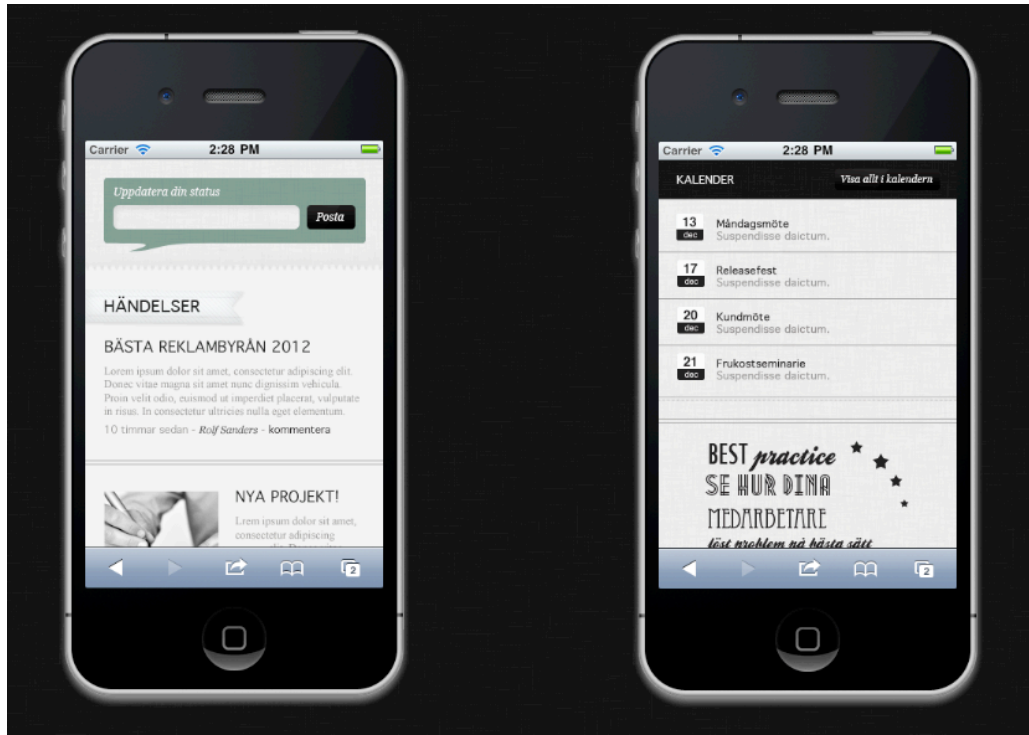 Carrier 2:28 PM
Uppdatera din status
Posta
HÄNDELSER
BÄSTA REKLAMBYRÅN 2012
Lorem ipsum dolor sit amet, consectetur adipiscing elit.
Donec vitae magna sit amet nunc dignissim vehicula.
Proin velit odio, euismod ut imperdiet placerat, vulputate
in risus. In consectetur ultricies nulla eget elementum.
10 timmar sedan - Rolf Sanders - kommentera
NYA PROJEKT!
Lrem ipsum dolor sit amet,
consectetur adipiscing
2
Carrier 2:28 PM
KALENDER Visa allt i kalendern
13 dec Måndagsmöte
Suspendisse daictum.
17 dec Releasefest
Suspendisse daictum.
20 dec Kundmöte
Suspendisse daictum.
21 dec Frukostseminarie
Suspendisse daictum.
BEST practice
SE HUR DINA
MEDARBETARE
löst problem på bästa sätt
2